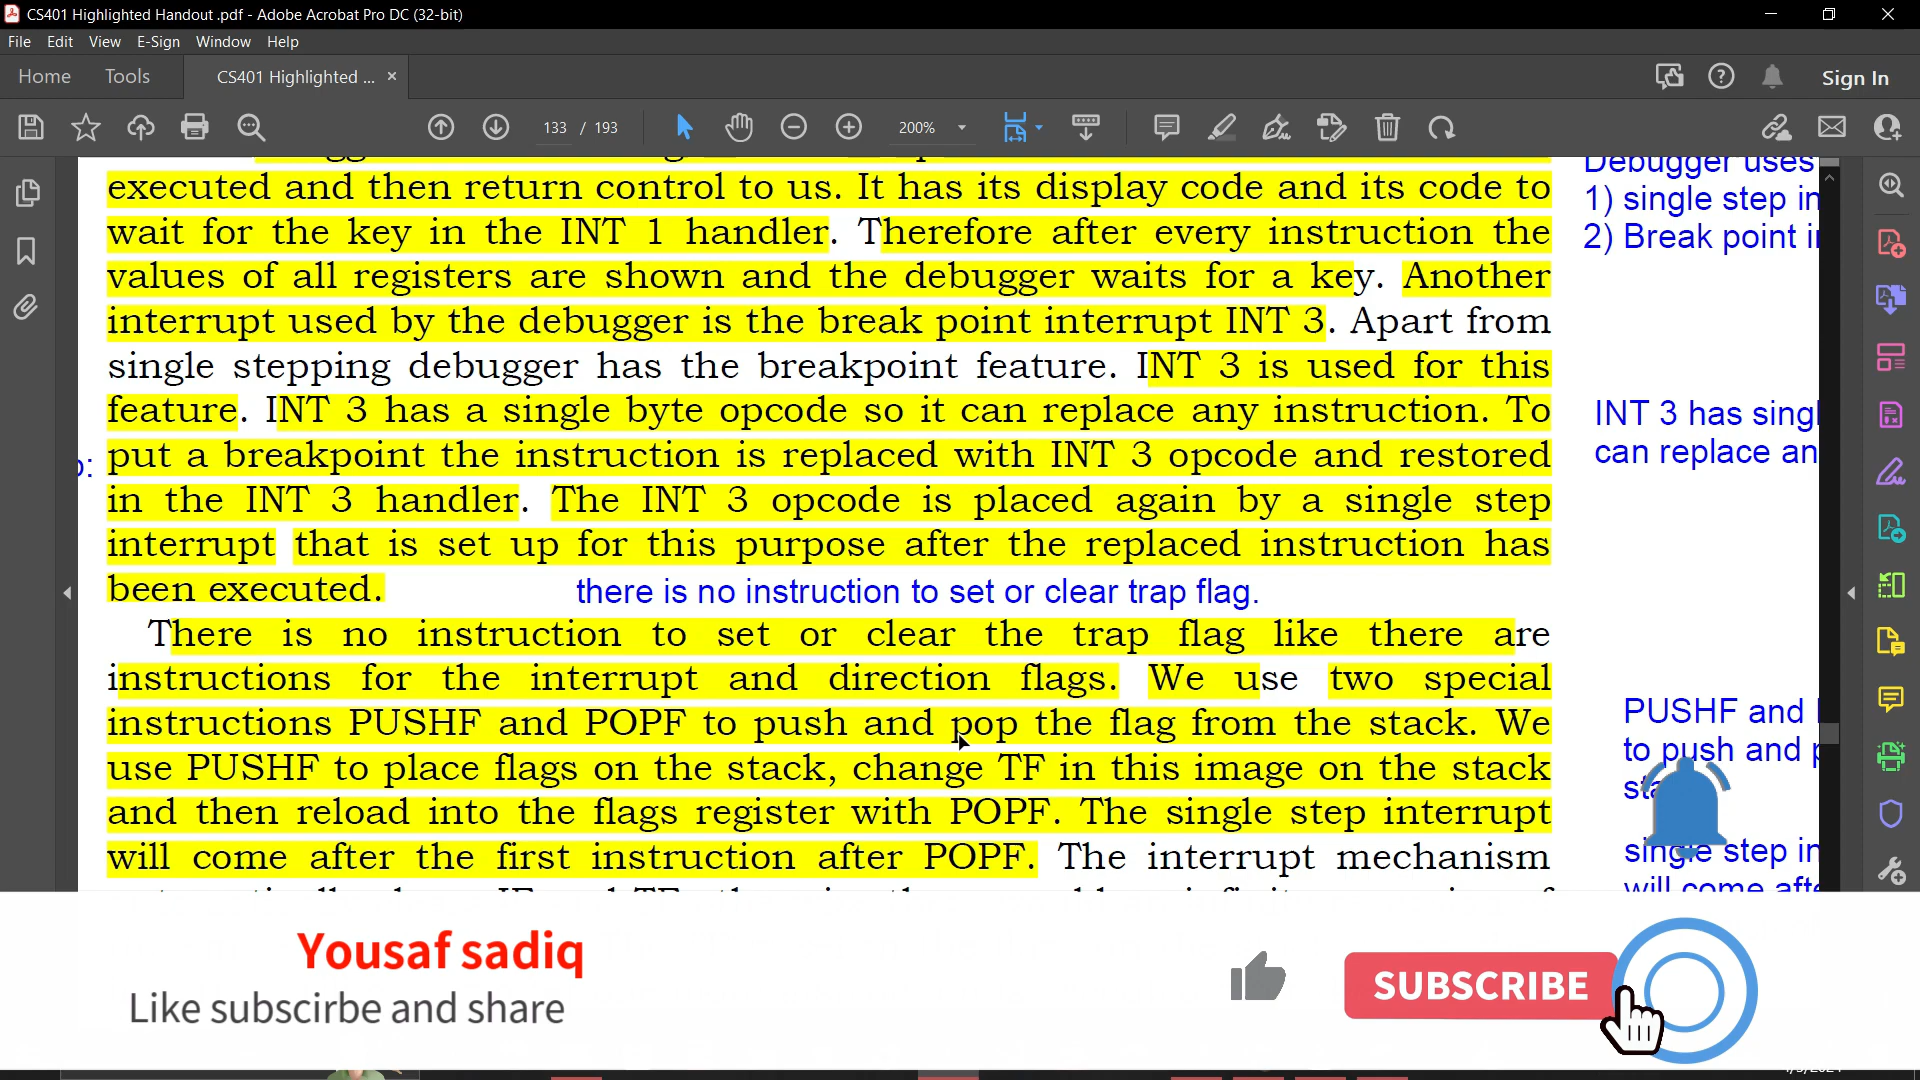 CS401 Highlighted Handout .pdf - Adobe Acrobat Pro DC (32-bit)
File Edit View E-Sign Window Help
Home Tools CS401 Highlighted ... × Sign In
133 / 193 200%
executed and then return control to us. It has its display code and its code to
wait for the key in the INT 1 handler. Therefore after every instruction the
values of all registers are shown and the debugger waits for a key. Another
interrupt used by the debugger is the break point interrupt INT 3. Apart from
single stepping debugger has the breakpoint feature. INT 3 is used for this
feature. INT 3 has a single byte opcode so it can replace any instruction. To
put a breakpoint the instruction is replaced with INT 3 opcode and restored
in the INT 3 handler. The INT 3 opcode is placed again by a single step
interrupt that is set up for this purpose after the replaced instruction has
been executed.
there is no instruction to set or clear trap flag.
There is no instruction to set or clear the trap flag like there are
instructions for the interrupt and direction flags. We use two special
instructions PUSHF and POPF to push and pop the flag from the stack. We
use PUSHF to place flags on the stack, change TF in this image on the stack
and then reload into the flags register with POPF. The single step interrupt
will come after the first instruction after POPF. The interrupt mechanism
Debugger uses
1) single step in
2) Break point
INT 3 has
can replace an
PUSHF and
to push and
single step in
will come
Yousaf sadiq
Like subscirbe and share
SUBSCRIBE